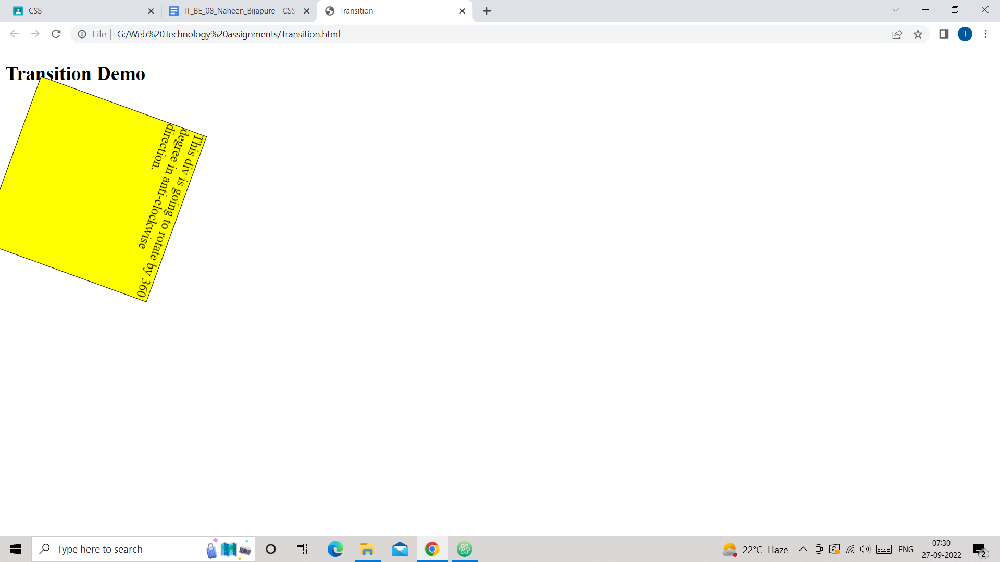 CSS
IT_BE_08_Naheen_Bijapure - CSS
Transition
File
G:/Web%20Technology%20assignments/Transition.html
I
Transition Demo
This div is going to rotate by 360
degree in anti-clockwise
direction.
Type here to search
22°C Haze
ENG
07:30
27-09-2022
2